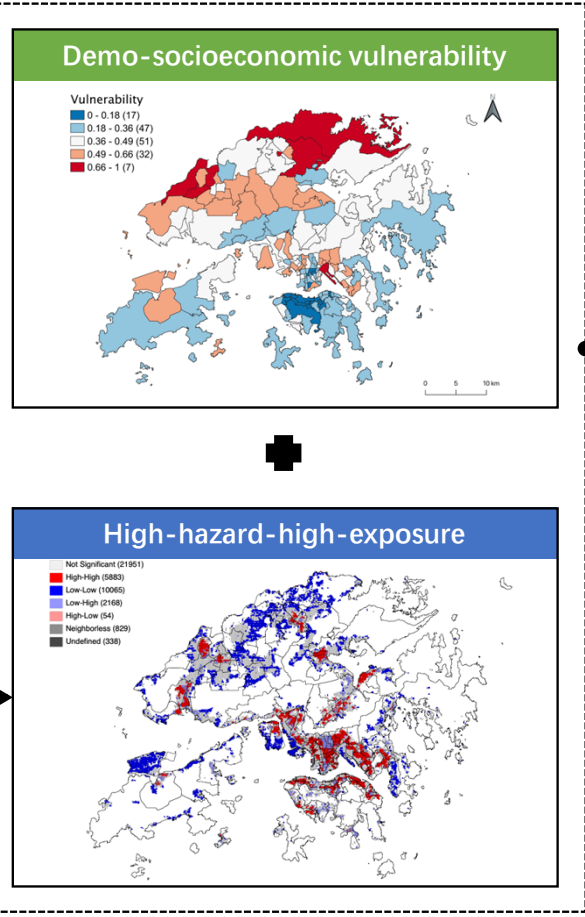 Demo-socioeconomic vulnerability
Vulnerability
0 - 0.18 (17)
0.18 - 0.36 (47)
0.36 - 0.49 (51)
0.49 - 0.66 (32)
0.66 - 1 (7)
N
0 5 10 km
High-hazard-high-exposure
Not Significant (21951)
High-High (5883)
Low-Low (10065)
Low-High (2168)
High-Low (54)
Neighborless (829)
Undefined (338)